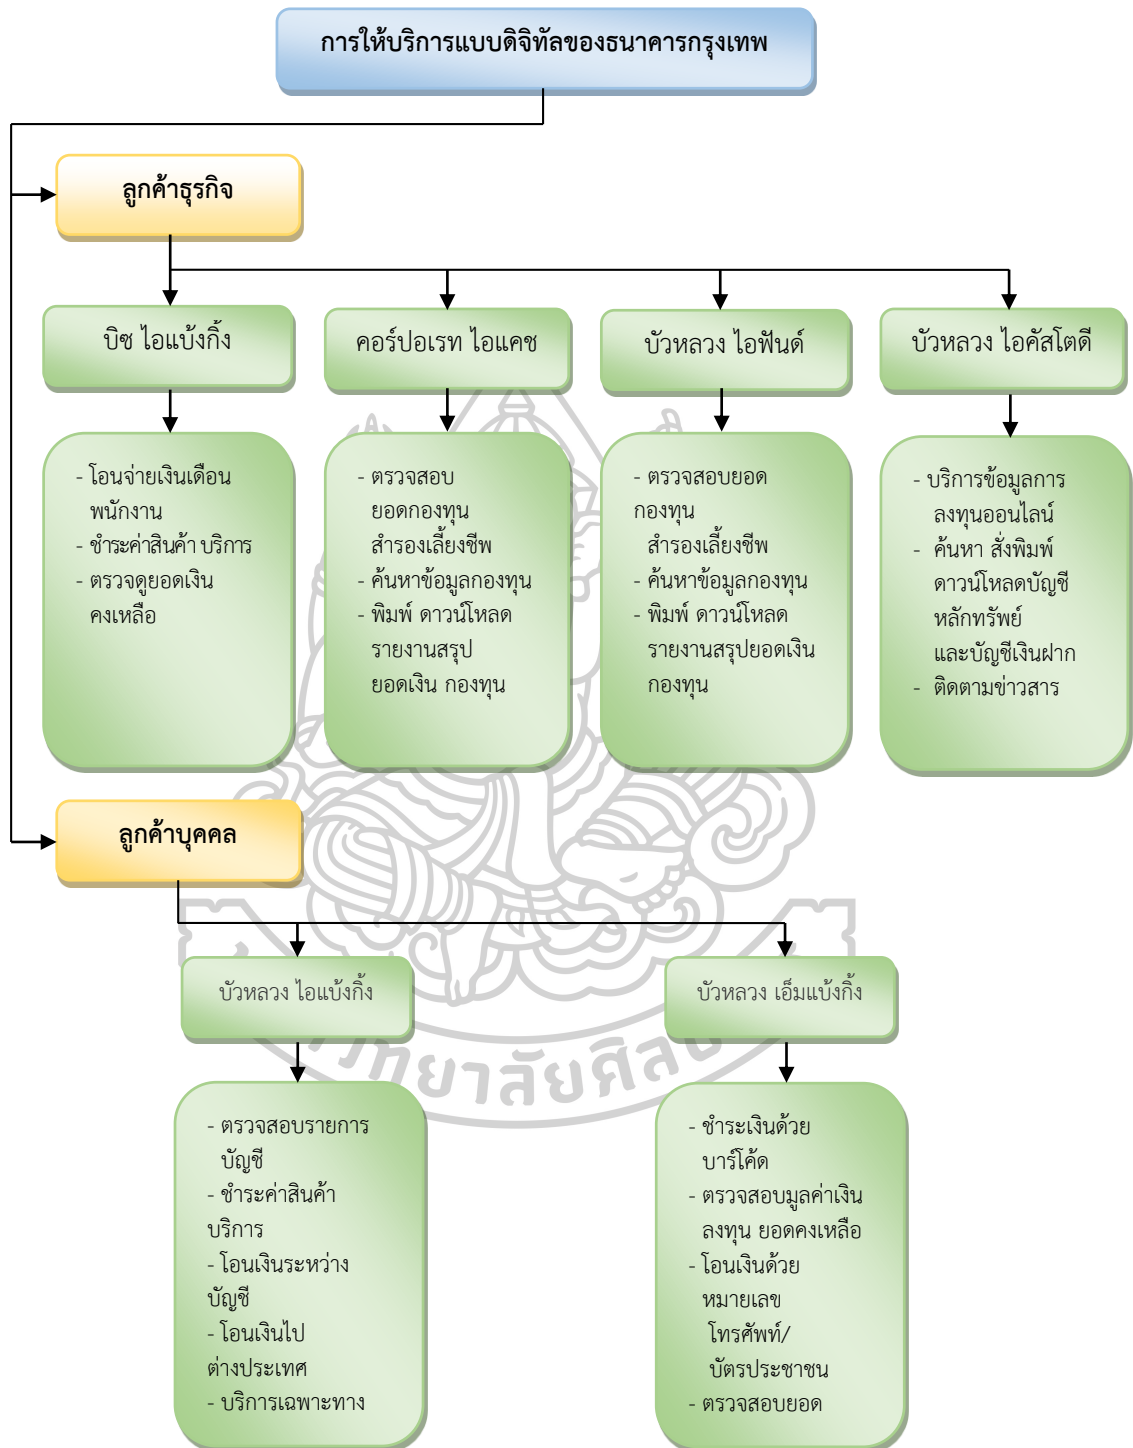 การให้บริการแบบดิจิทัลของธนาคารกรุงเทพ
ลูกค้าธุรกิจ
บิซ ไอแบ้งกิ้ง
คอร์ปอเรท ไอแคช
บัวหลวง ไอฟันด์
บัวหลวง ไอคัสโตดี
- โอนจ่ายเงินเดือน
พนักงาน
- ชำระค่าสินค้า บริการ
- ตรวจดูยอดเงิน
คงเหลือ
- ตรวจสอบ
ยอดกองทุน
สำรองเลี้ยงชีพ
- ค้นหาข้อมูลกองทุน
- พิมพ์ ดาวน์โหลด
รายงานสรุป
ยอดเงิน กองทุน
- ตรวจสอบยอด
กองทุน
สำรองเลี้ยงชีพ
- ค้นหาข้อมูลกองทุน
- พิมพ์ ดาวน์โหลด
รายงานสรุปยอดเงิน
กองทุน
- บริการข้อมูลการ
ลงทุนออนไลน์
- ค้นหา สั่งพิมพ์
ดาวน์โหลดบัญชี
หลักทรัพย์
และบัญชีเงินฝาก
- ติดตามข่าวสาร
ลูกค้าบุคคล
บัวหลวง ไอแบ้งกิ้ง
บัวหลวง เอ็มแบ้งกิ้ง
- ตรวจสอบรายการ
บัญชี
- ชำระค่าสินค้า
บริการ
- โอนเงินระหว่าง
บัญชี
- โอนเงินไป
ต่างประเทศ
- บริการเฉพาะทาง
- ชำระเงินด้วย
บาร์โค้ด
- ตรวจสอบมูลค่าเงิน
ลงทุน ยอดคงเหลือ
- โอนเงินด้วย
หมายเลข
โทรศัพท์/
บัตรประชาชน
- ตรวจสอบยอด